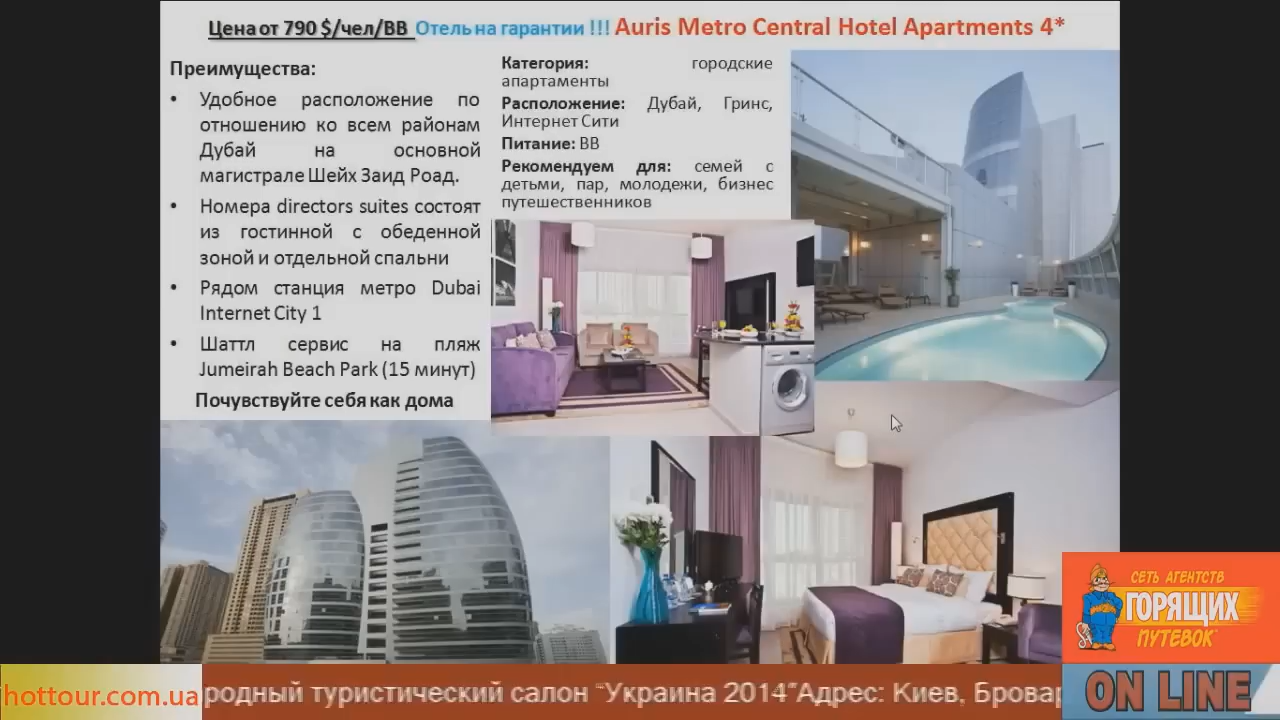 Цена от 790 $/чел/BB Отель на гарантии !!! Auris Metro Central Hotel Apartments 4*
Преимущества:
• Удобное расположение по
отношению ко всем районам
Дубай на основной
магистрале Шейх Заид Роад.
• Номера directors suites состоят
из гостинной с обеденной
зоной и отдельной спальни
• Рядом станция метро Dubai
Internet City 1
• Шаттл сервис на пляж
Jumeirah Beach Park (15 минут)
Почувствуйте себя как дома
Категория: городские
апартаменты
Расположение: Дубай, Гринс,
Интернет Сити
Питание: BB
Рекомендуем для: семей с
детьми, пар, молодежи, бизнес
путешественников
СЕТЬ АГЕНТСТВ
ГОРЯЩИХ
ПУТЕВОК
hottour.com.ua
родный туристический салон "Украина 2014"Адрес: Киев, Бровар
ON LINE